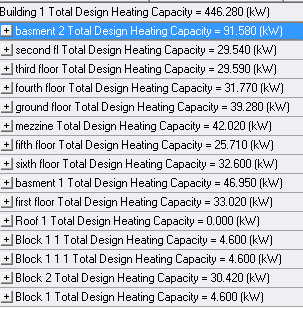 Building 1 Total Design Heating Capacity = 446.280 (kW)
basment 2 Total Design Heating Capacity = 91.580 (kW)
second fl Total Design Heating Capacity = 29.540 (kW)
third floor Total Design Heating Capacity = 29.590 (kW)
fourth floor Total Design Heating Capacity = 31.770 (kW)
ground floor Total Design Heating Capacity = 39.280 (kW)
mezzine Total Design Heating Capacity = 42.020 (kW)
fifth floor Total Design Heating Capacity = 25.710 (kW)
sixth floor Total Design Heating Capacity = 32.600 (kW)
basment 1 Total Design Heating Capacity = 46.950 (kW)
first floor Total Design Heating Capacity = 33.020 (kW)
Roof 1 Total Design Heating Capacity = 0.000 (kW)
Block 1 1 Total Design Heating Capacity = 4.600 (kW)
Block 1 1 1 Total Design Heating Capacity = 4.600 (kW)
Block 2 Total Design Heating Capacity = 30.420 (kW)
Block 1 Total Design Heating Capacity = 4.600 (kW)